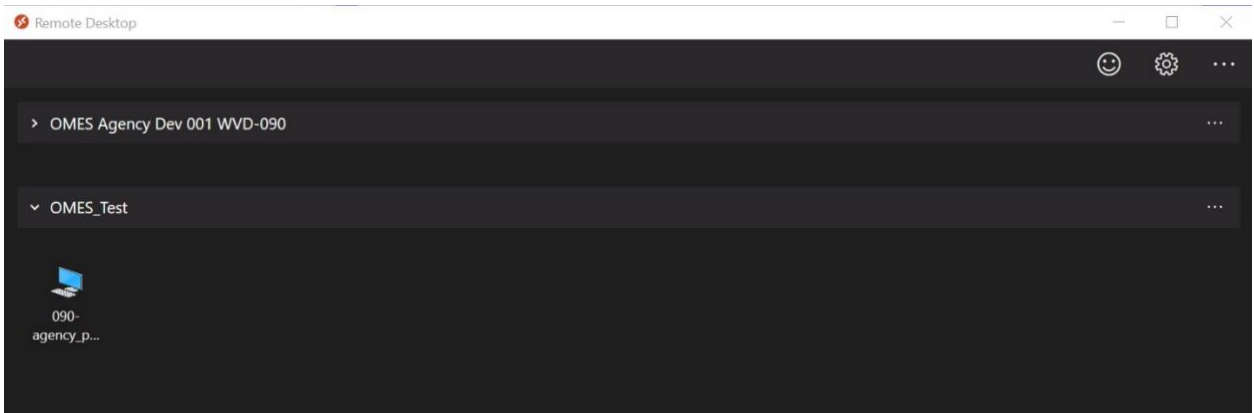 Remote Desktop
OMES Agency Dev 001 WVD-090
OMES_Test
090-
agency_p...